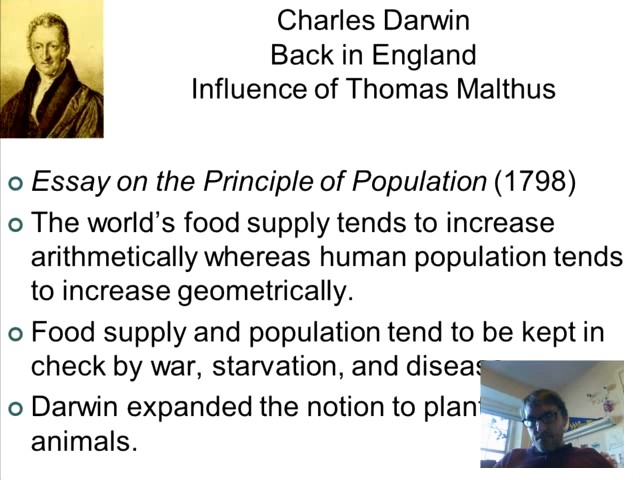 Charles Darwin
Back in England
Influence of Thomas Malthus
Essay on the Principle of Population (1798)
The world's food supply tends to increase
arithmetically whereas human population tends
to increase geometrically.
Food supply and population tend to be kept in
check by war, starvation, and
Darwin expanded the notion to
animals.